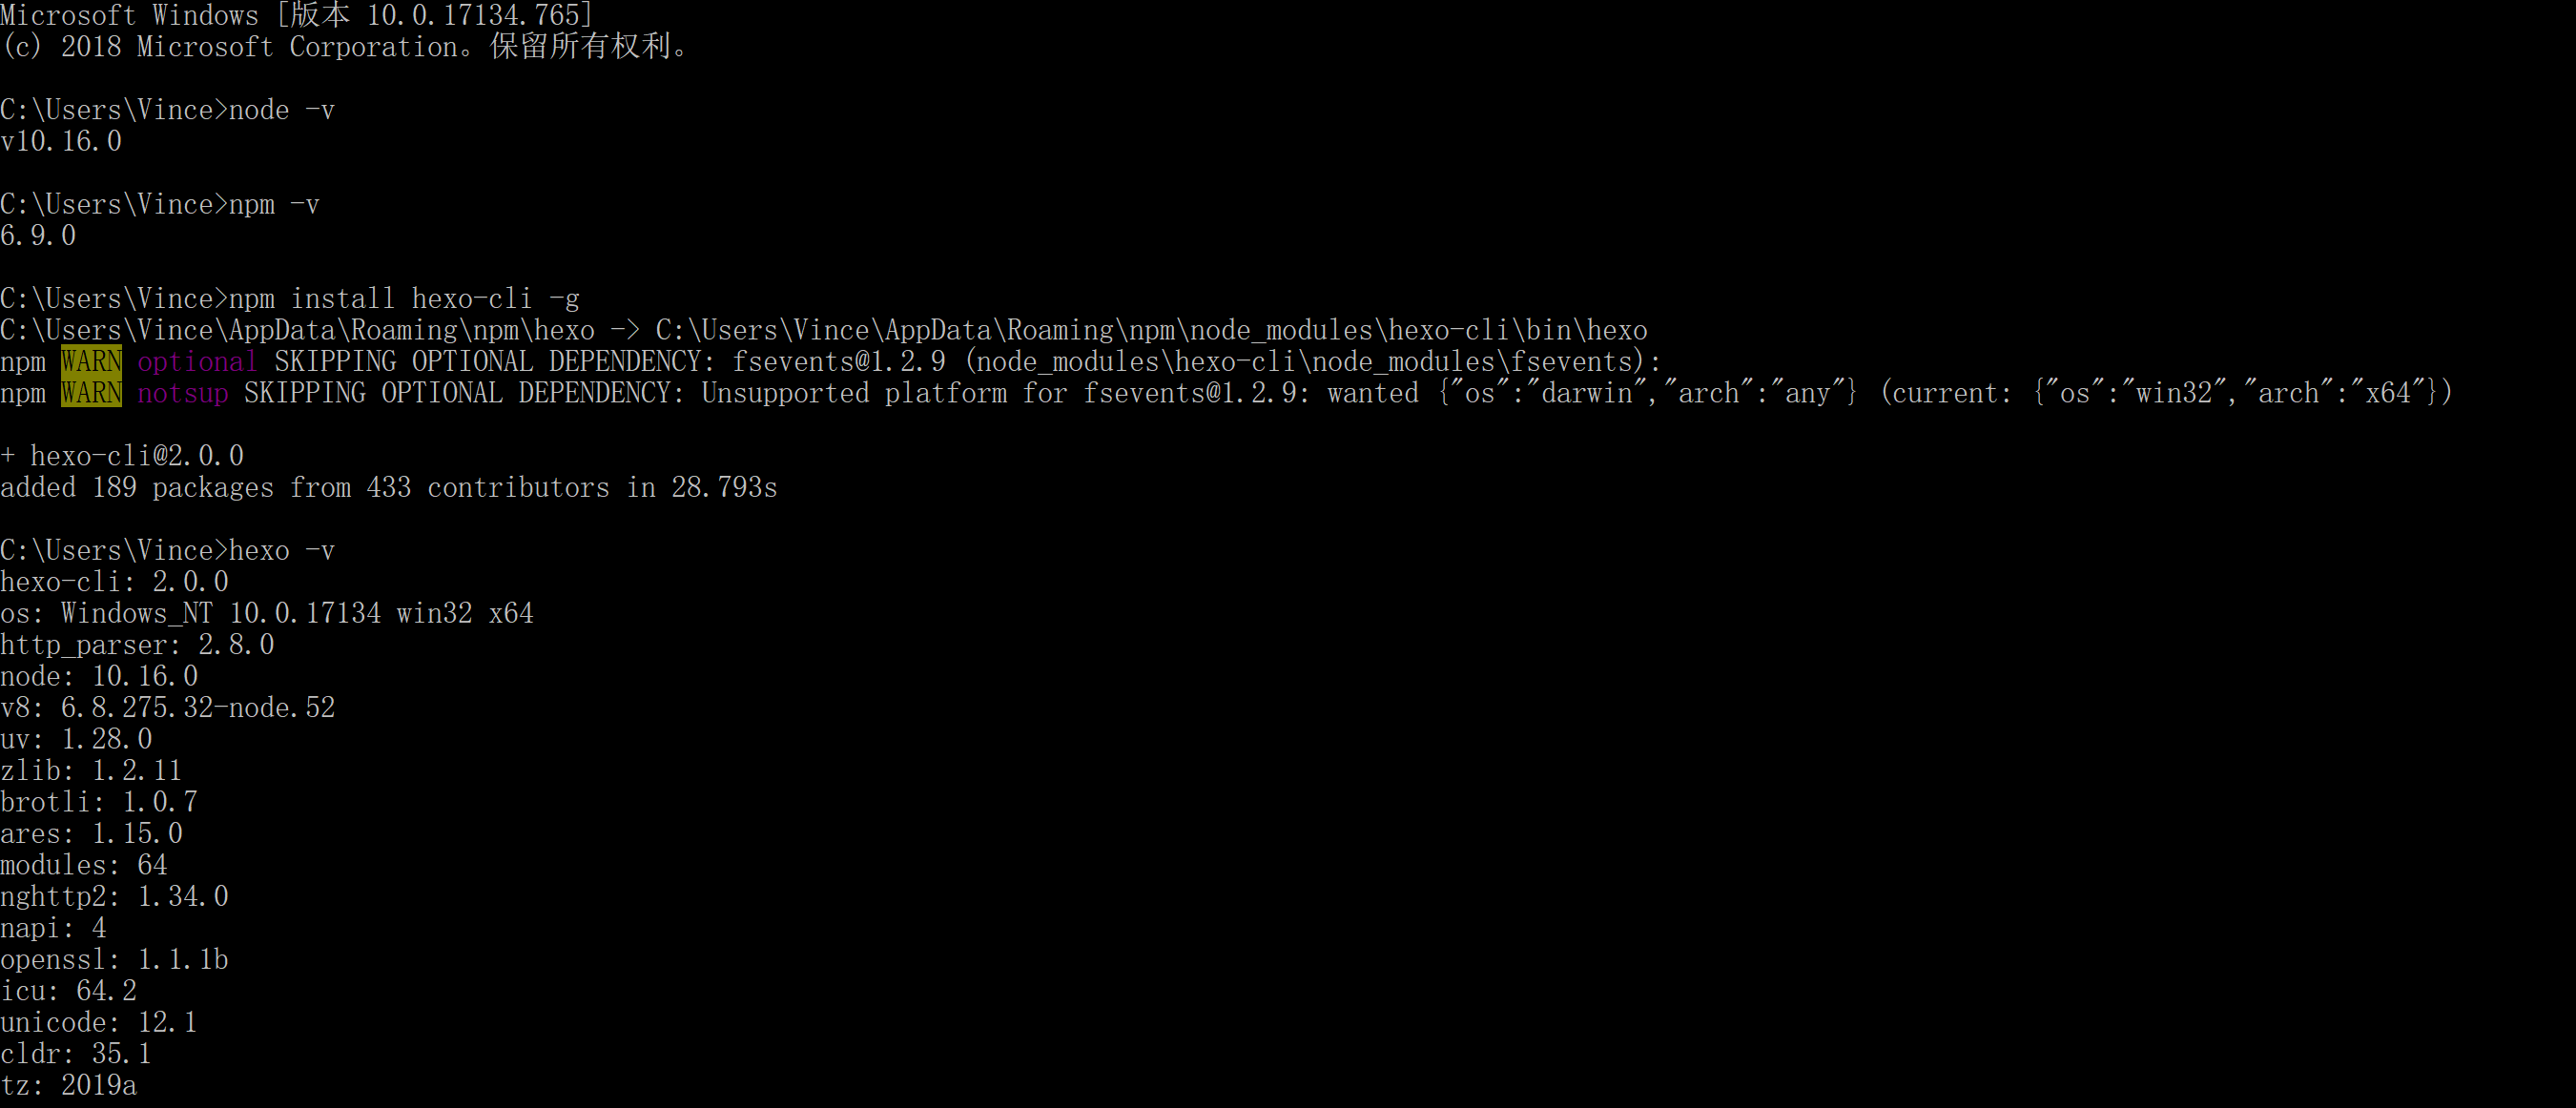 Microsoft Windows [版本 10.0.17134.765]
(c) 2018 Microsoft Corporation。保留所有权利。
C:\Users\Vince>node -v
v10.16.0
C:\Users\Vince>npm -v
6.9.0
C:\Users\Vince>npm install hexo-cli -g
C:\Users\Vince\AppData\Roaming\npm\hexo -> C:\Users\Vince\AppData\Roaming\npm\node_modules\hexo-cli\bin\hexo
npm WARN optional SKIPPING OPTIONAL DEPENDENCY: fsevents@1.2.9 (node_modules\hexo-cli\node_modules\fsevents):
npm WARN notsup SKIPPING OPTIONAL DEPENDENCY: Unsupported platform for fsevents@1.2.9: wanted {"os":"darwin","arch":"any"} (current: {"os":"win32","arch":"x64"})
+ hexo-cli@2.0.0
added 189 packages from 433 contributors in 28.793s
C:\Users\Vince>hexo -v
hexo-cli: 2.0.0
os: Windows_NT 10.0.17134 win32 x64
http_parser: 2.8.0
node: 10.16.0
v8: 6.8.275.32-node.52
uv: 1.28.0
zlib: 1.2.11
brotli: 1.0.7
ares: 1.15.0
modules: 64
nghttp2: 1.34.0
napi: 4
openssl: 1.1.1b
icu: 64.2
unicode: 12.1
cldr: 35.1
tz: 2019a